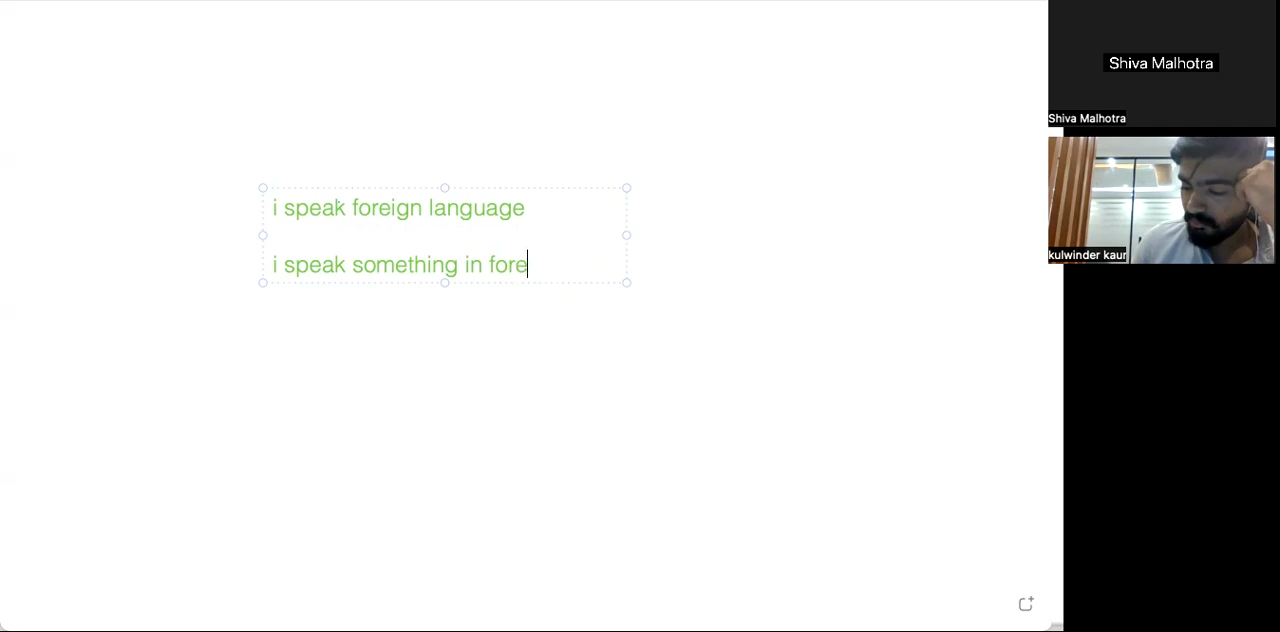 Shiva Malhotra
Shiva Malhotra
i speak foreign language
i speak something in fore
kulwinder kaur